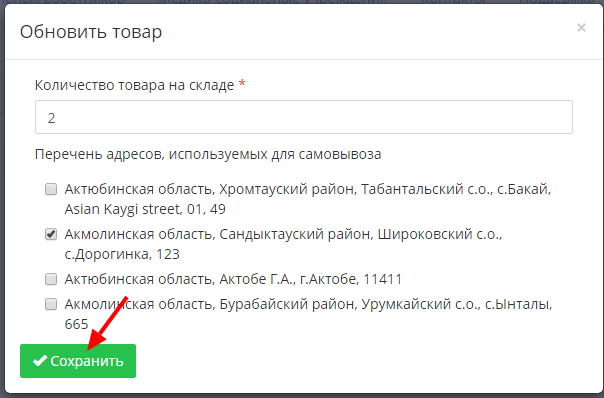 Обновить товар
×
Количество товара на складе *
2
Перечень адресов, используемых для самовывоза
Актюбинская область, Хромтауский район, Табантальский с.о., с.Бакай,
Asian Kaygi street, 01, 49
Акмолинская область, Сандыктауский район, Широковский с.о.,
с.Дорогинка, 123
Актюбинская область, Актобе Г.А., г.Актобе, 11411
Акмолинская область, Бурабайский район, Урумкайский с.о., с.Ынталы,
665
Сохранить